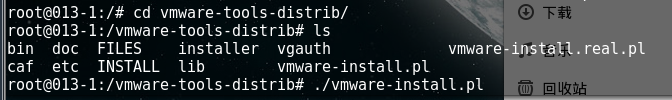 root@013-1:/# cd vmware-tools-distrib/
root@013-1:/vmware-tools-distrib# ls
bin  doc  FILES    installer  vgauth             vmware-install.real.pl
caf  etc  INSTALL  lib        vmware-install.pl
root@013-1:/vmware-tools-distrib# ./vmware-install.pl
下载
回收站